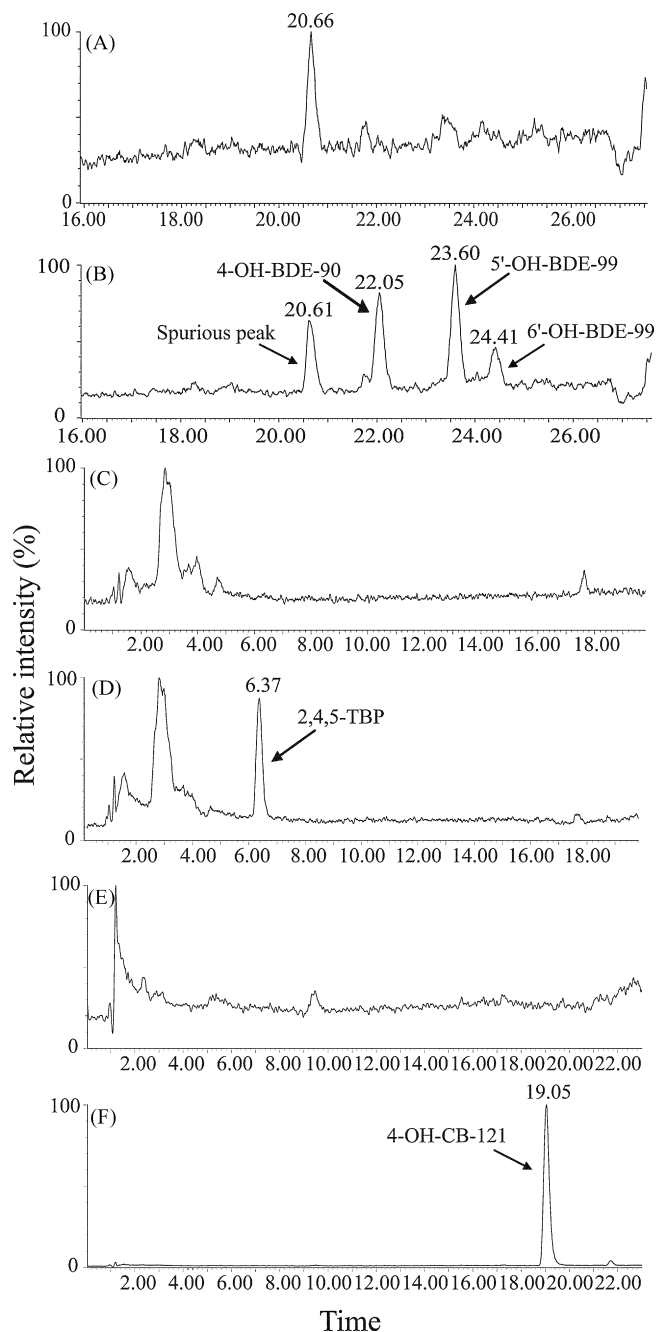 20.66
100
(A)
0
16.00 18.00 20.00 22.00 24.00 26.00
23.60
100
(B)
4-OH-BDE-90
22.05
5'-OH-BDE-99
20.61
Spurious peak
24.41
6'-OH-BDE-99
0
16.00 18.00 20.00 22.00 24.00 26.00
100
(C)
0
2.00 4.00 6.00 8.00 10.00 12.00 14.00 16.00 18.00
100
(D)
6.37
2,4,5-TBP
0
2.00 4.00 6.00 8.00 10.00 12.00 14.00 16.00 18.00
100
(E)
0
2.00 4.00 6.00 8.00 10.00 12.00 14.00 16.00 18.00 20.00 22.00
19.05
100
(F)
4-OH-CB-121
0
2.00 4.00 6.00 8.00 10.00 12.00 14.00 16.00 18.00 20.00 22.00
Relative intensity (%)
Time